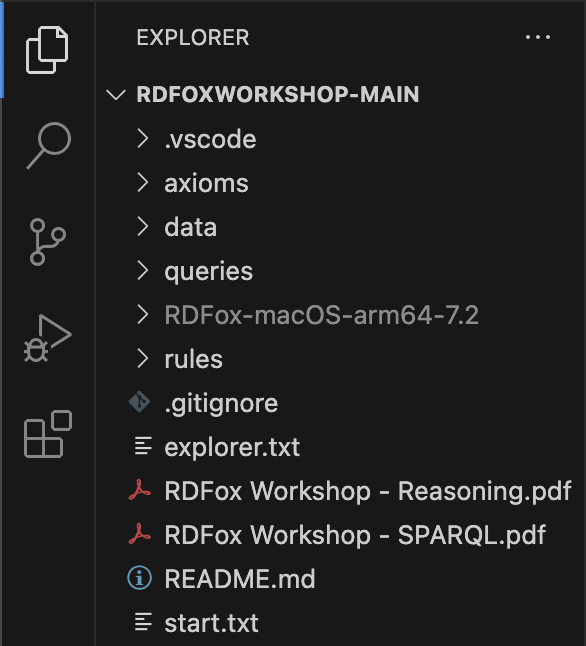 EXPLORER
RDFOXWORKSHOP-MAIN
.vscode
axioms
data
queries
RDFox-macOS-arm64-7.2
rules
.gitignore
explorer.txt
RDFox Workshop - Reasoning.pdf
RDFox Workshop - SPARQL.pdf
README.md
start.txt